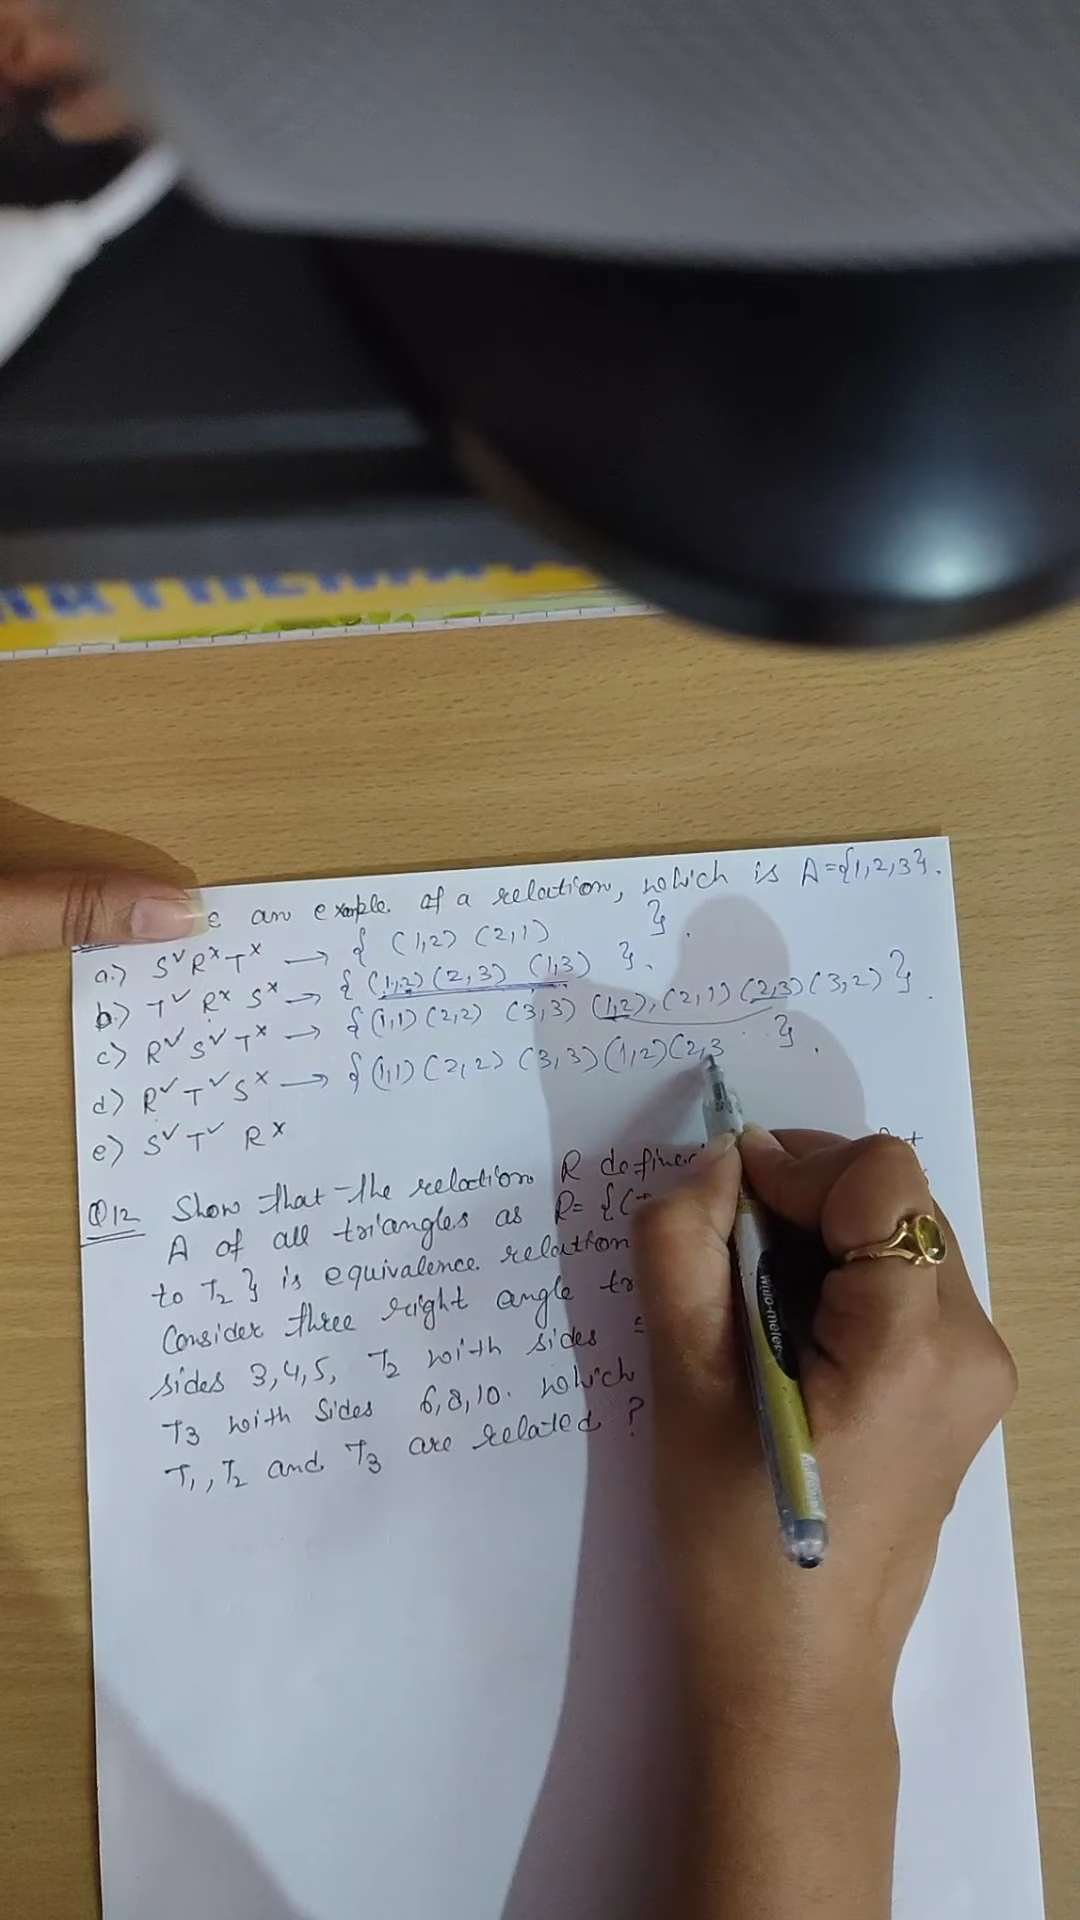 e an example of a relation, which is A={1,2,3}.
a.) S✓ R× T× → { (1,2) (2,1) }.
b.) T✓ R× S× → { (1,2) (2,3) (1,3) }.
c) R✓ S✓ T× → { (1,1) (2,2) (3,3) (1,2), (2,1) (2,3) (3,2) }.
d) R✓ T✓ S× → { (1,1) (2,2) (3,3) (1,2) (2,3 }.
e) S✓ T✓ R×
Q12 Show that the relation R define
A of all triangles as R= {(
to T2 } is equivalence relation
Consider three right angle
sides 3,4,5, T2 with sides
T3 with sides 6,8,10. which
T1, T2 and T3 are related ?